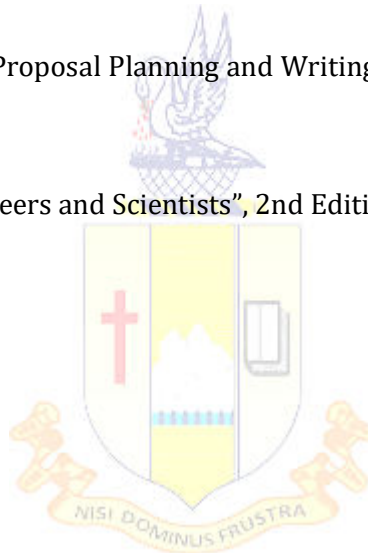 Proposal Planning and Writing
eers and Scientists”, 2nd Editi
NISI DOMINUS FRUSTRA